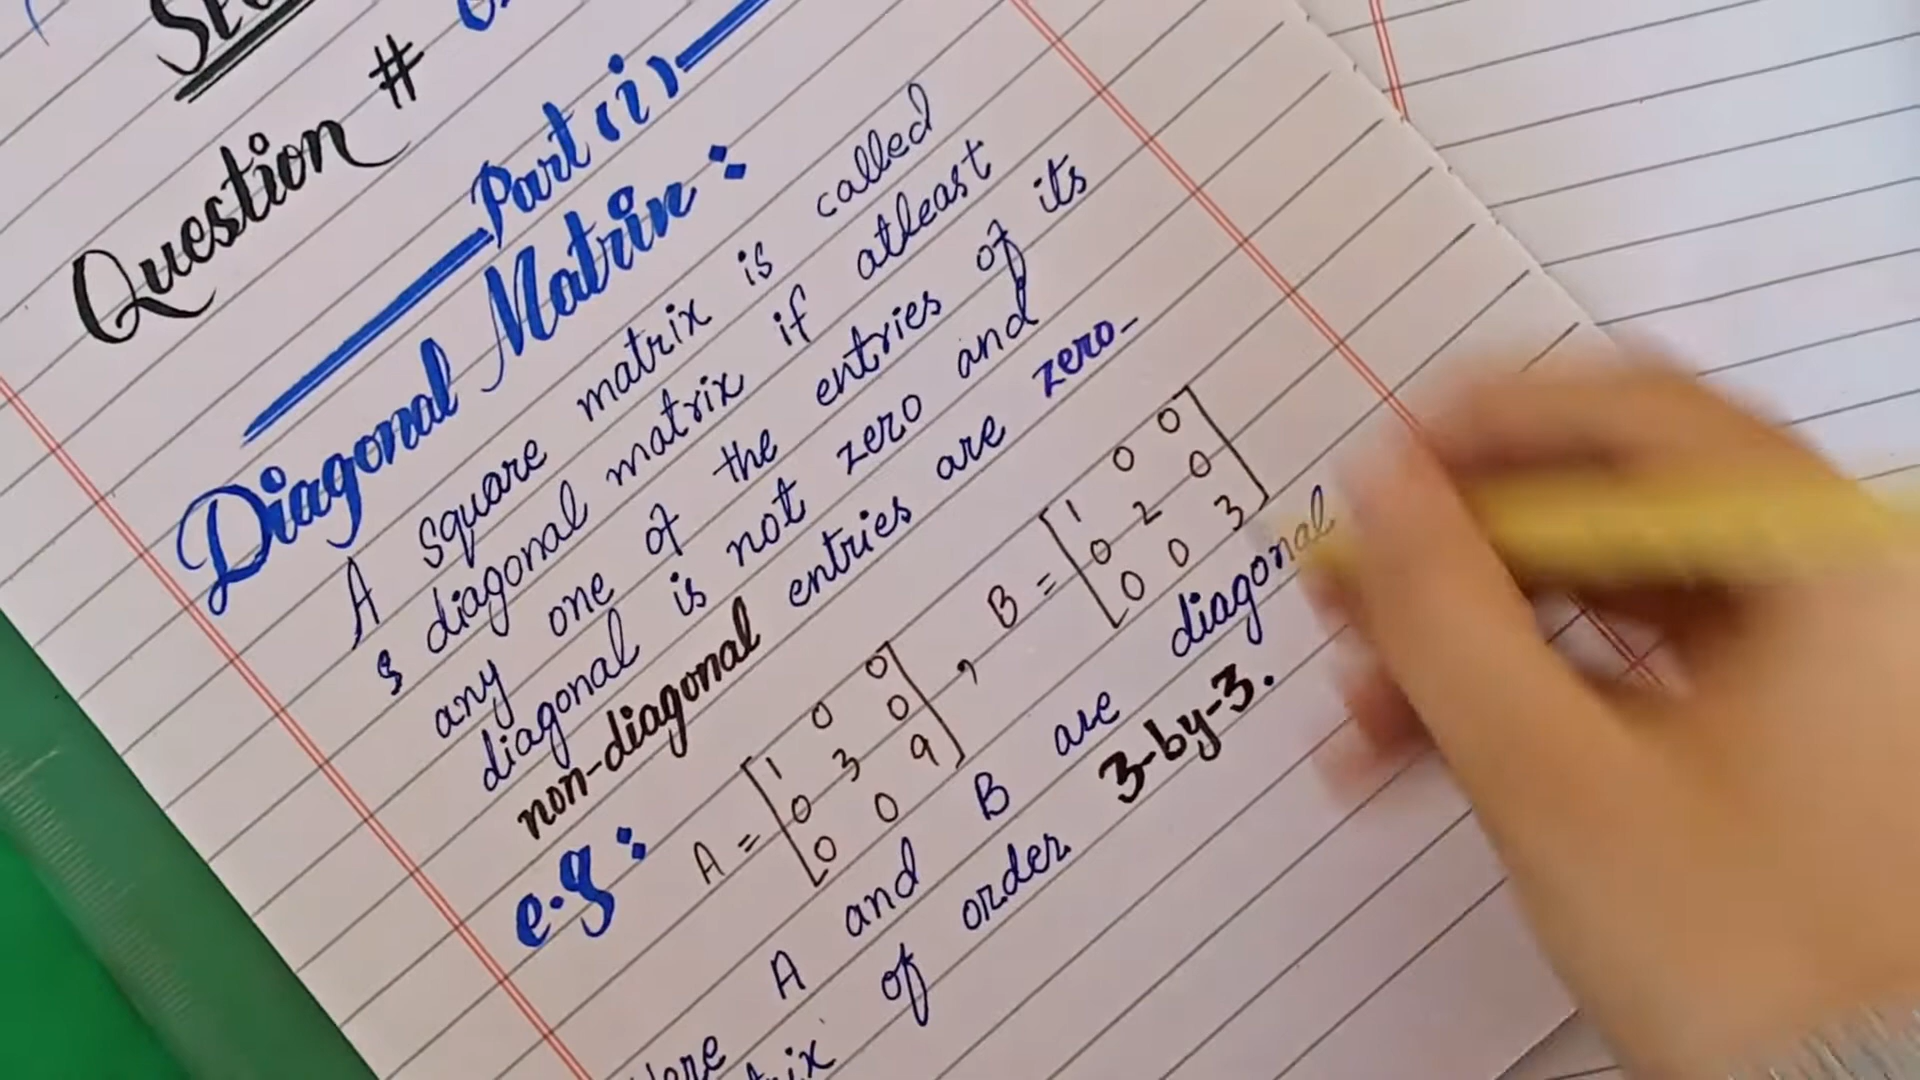 Question #
Part (i)
Diagonal Matrix :
A square matrix is called
a diagonal matrix if atleast
any one of the entries of its
diagonal is not zero and
non-diagonal entries are zero-
e.g : A = [1 0 0
0 3 0
0 0 9] , B = [1 0 0
0 2 0
0 0 3]
A and B are diagonal
of order 3-by-3.